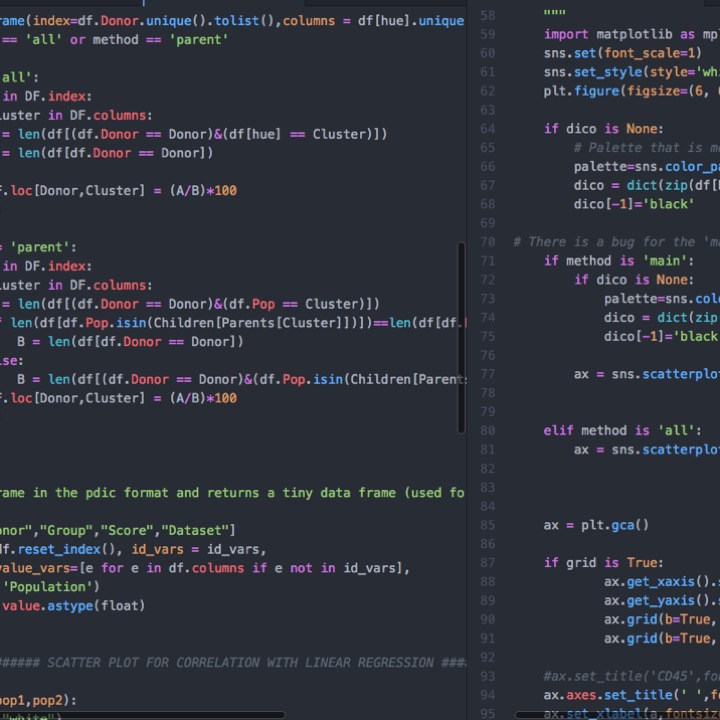 rame(index=df.Donor.unique().tolist(),columns = df[hue].unique
== 'all' or method == 'parent'
all':
in DF.index:
uster in DF.columns:
= len(df[(df.Donor == Donor)&(df[hue] == Cluster)])
= len(df[df.Donor == Donor])
F.loc[Donor,Cluster] = (A/B)*100
= 'parent':
in DF.index:
uster in DF.columns:
= len(df[(df.Donor == Donor)&(df.Pop == Cluster)])
f len(df[df.Pop.isin(Children[Parents[Cluster]])])==len(df[df.
B = len(df[df.Donor == Donor])
lse:
B = len(df[(df.Donor == Donor)&(df.Pop.isin(Children[Parent
F.loc[Donor,Cluster] = (A/B)*100
rame in the pdic format and returns a tiny data frame (used fo
onor","Group","Score","Dataset"]
df.reset_index(), id_vars = id_vars,
value_vars=[e for e in df.columns if e not in id_vars],
'Population')
value.astype(float)
###### SCATTER PLOT FOR CORRELATION WITH LINEAR REGRESSION ####
pop1,pop2):
58 """
59 import matplotlib as mp
60 sns.set(font_scale=1)
61 sns.set_style(style='wh
62 plt.figure(figsize=(6,
63
64 if dico is None:
65 # Palette that is m
66 palette=sns.color_p
67 dico = dict(zip(df[
68 dico[-1]='black'
69
70 # There is a bug for the 'm
71 if method is 'main':
72 if dico is None:
73 palette=sns.colo
74 dico = dict(zip
75 dico[-1]='black
76
77 ax = sns.scatterplot
78
79
80 elif method is 'all':
81 ax = sns.scatterplot
82
83
84
85 ax = plt.gca()
86
87 if grid is True:
88 ax.get_xaxis().
89 ax.get_yaxis().
90 ax.grid(b=True,
91 ax.grid(b=True,
92
93 #ax.set_title('CD45',fo
94 ax.axes.set_title(' ',f
95 ax.set_xlabel(a,fontsiz